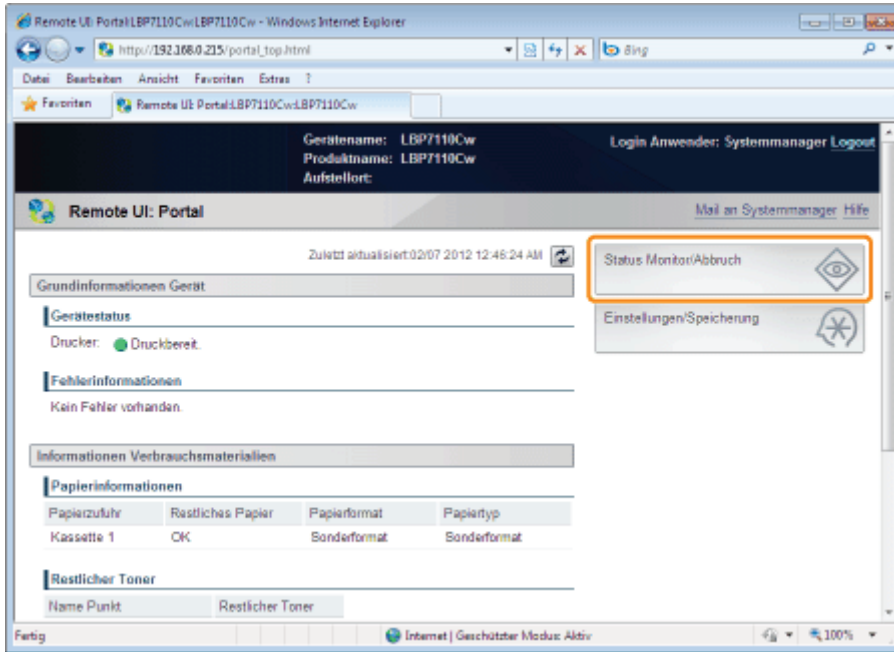 Remote UI: Portal:LBP7110Cw:LBP7110Cw - Windows Internet Explorer
http://192.168.0.215/portal_top.html
Bing
Datei Bearbeiten Ansicht Favoriten Extras ?
Favoriten Remote UI: Portal:LBP7110Cw:LBP7110Cw
Gerätename: LBP7110Cw
Login Anwender: Systemmanager Logout
Produktname: LBP7110Cw
Aufstellort:
Remote UI: Portal
Mail an Systemmanager Hilfe
Zuletzt aktualisiert:02/07 2012 12:46:24 AM
Status Monitor/Abbruch
Grundinformationen Gerät
Gerätestatus
Einstellungen/Speicherung
Drucker: Druckbereit.
Fehlerinformationen
Kein Fehler vorhanden.
Informationen Verbrauchsmaterialien
Papierinformationen
Papierzufuhr Restliches Papier Papierformat Papiertyp
Kassette 1 OK Sonderformat Sonderformat
Restlicher Toner
Name Punkt Restlicher Toner
Fertig Internet | Geschützter Modus: Aktiv 100%